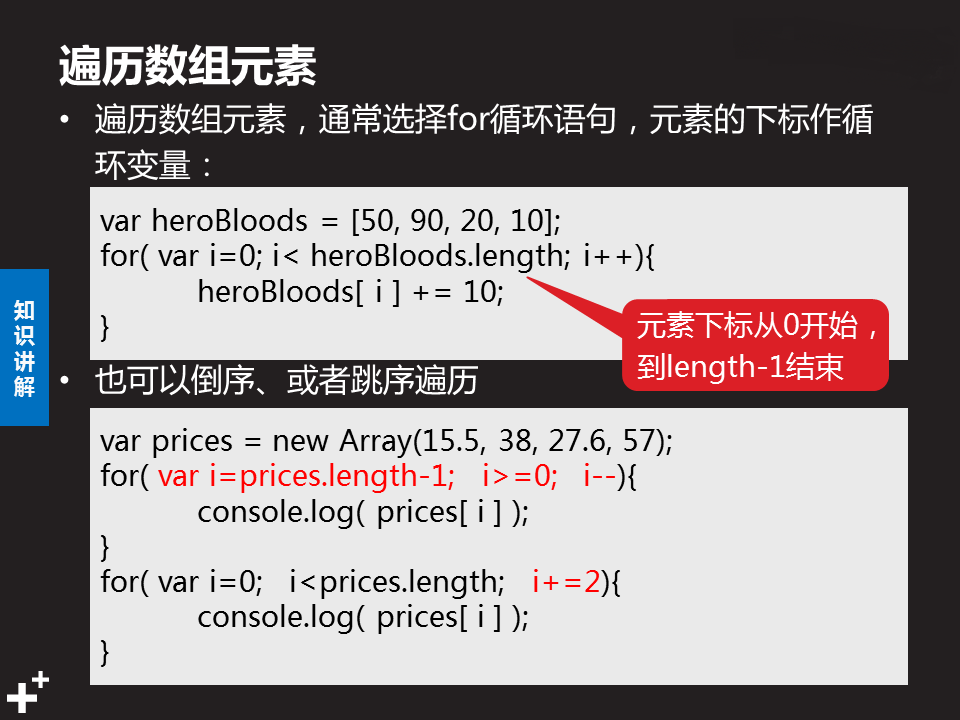 遍历数组元素
• 遍历数组元素，通常选择for循环语句，元素的下标作循
环变量：
var heroBloods = [50, 90, 20, 10];
for( var i=0; i< heroBloods.length; i++){
heroBloods[ i ] += 10;
}
元素下标从0开始，
到length-1结束
知
识
讲
解
• 也可以倒序、或者跳序遍历
var prices = new Array(15.5, 38, 27.6, 57);
for( var i=prices.length-1; i>=0; i--){
console.log( prices[ i ] );
}
for( var i=0; i<prices.length; i+=2){
console.log( prices[ i ] );
}